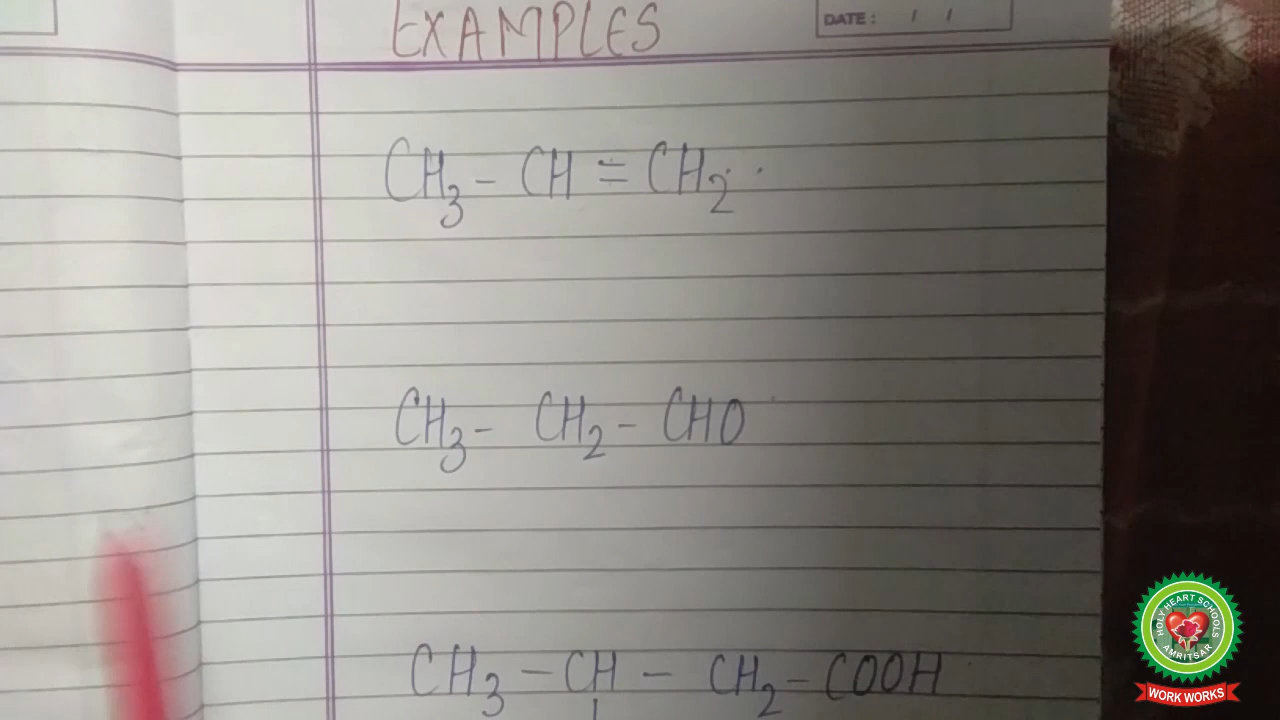 EXAMPLES
DATE: / /
CH3 - CH = CH2
CH3 - CH2 - CHO
CH3 - CH - CH2 - COOH
HOLY HEART SCHOOLS
AMRITSAR
WORK WORKS